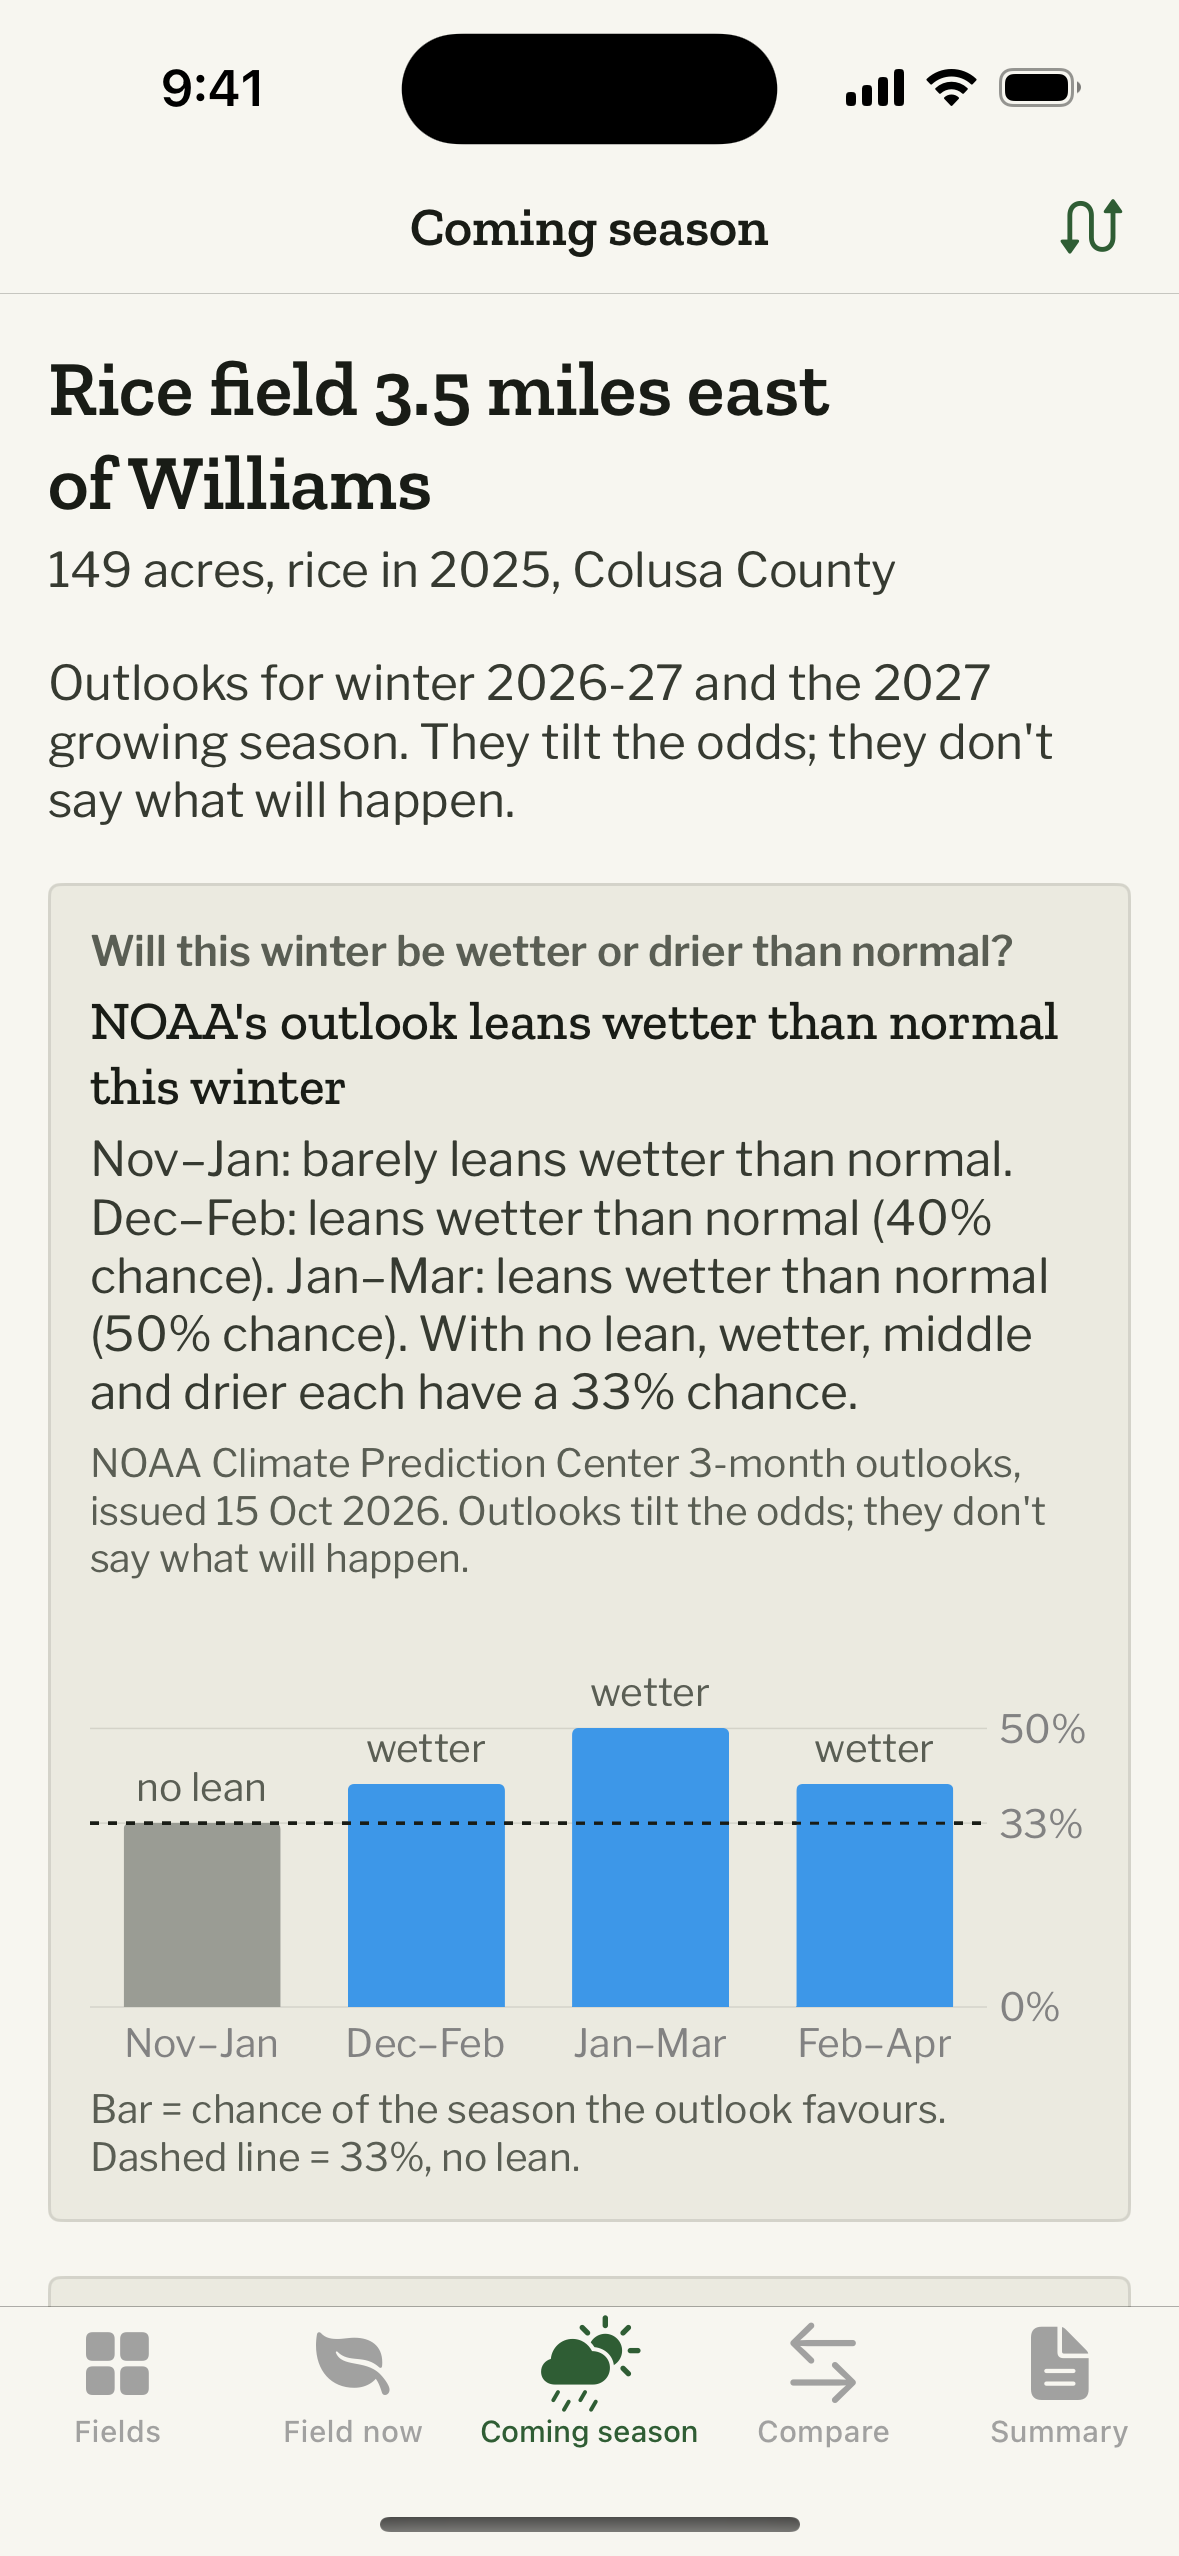 9:41
Coming season
Rice field 3.5 miles east
of Williams
149 acres, rice in 2025, Colusa County
Outlooks for winter 2026-27 and the 2027
growing season. They tilt the odds; they don't
say what will happen.
Will this winter be wetter or drier than normal?
NOAA's outlook leans wetter than normal
this winter
Nov–Jan: barely leans wetter than normal.
Dec–Feb: leans wetter than normal (40%
chance). Jan–Mar: leans wetter than normal
(50% chance). With no lean, wetter, middle
and drier each have a 33% chance.
NOAA Climate Prediction Center 3-month outlooks,
issued 15 Oct 2026. Outlooks tilt the odds; they don't
say what will happen.
wetter
50%
wetter
wetter
no lean
33%
0%
Nov–Jan Dec–Feb Jan–Mar Feb–Apr
Bar = chance of the season the outlook favours.
Dashed line = 33%, no lean.
Fields Field now Coming season Compare Summary